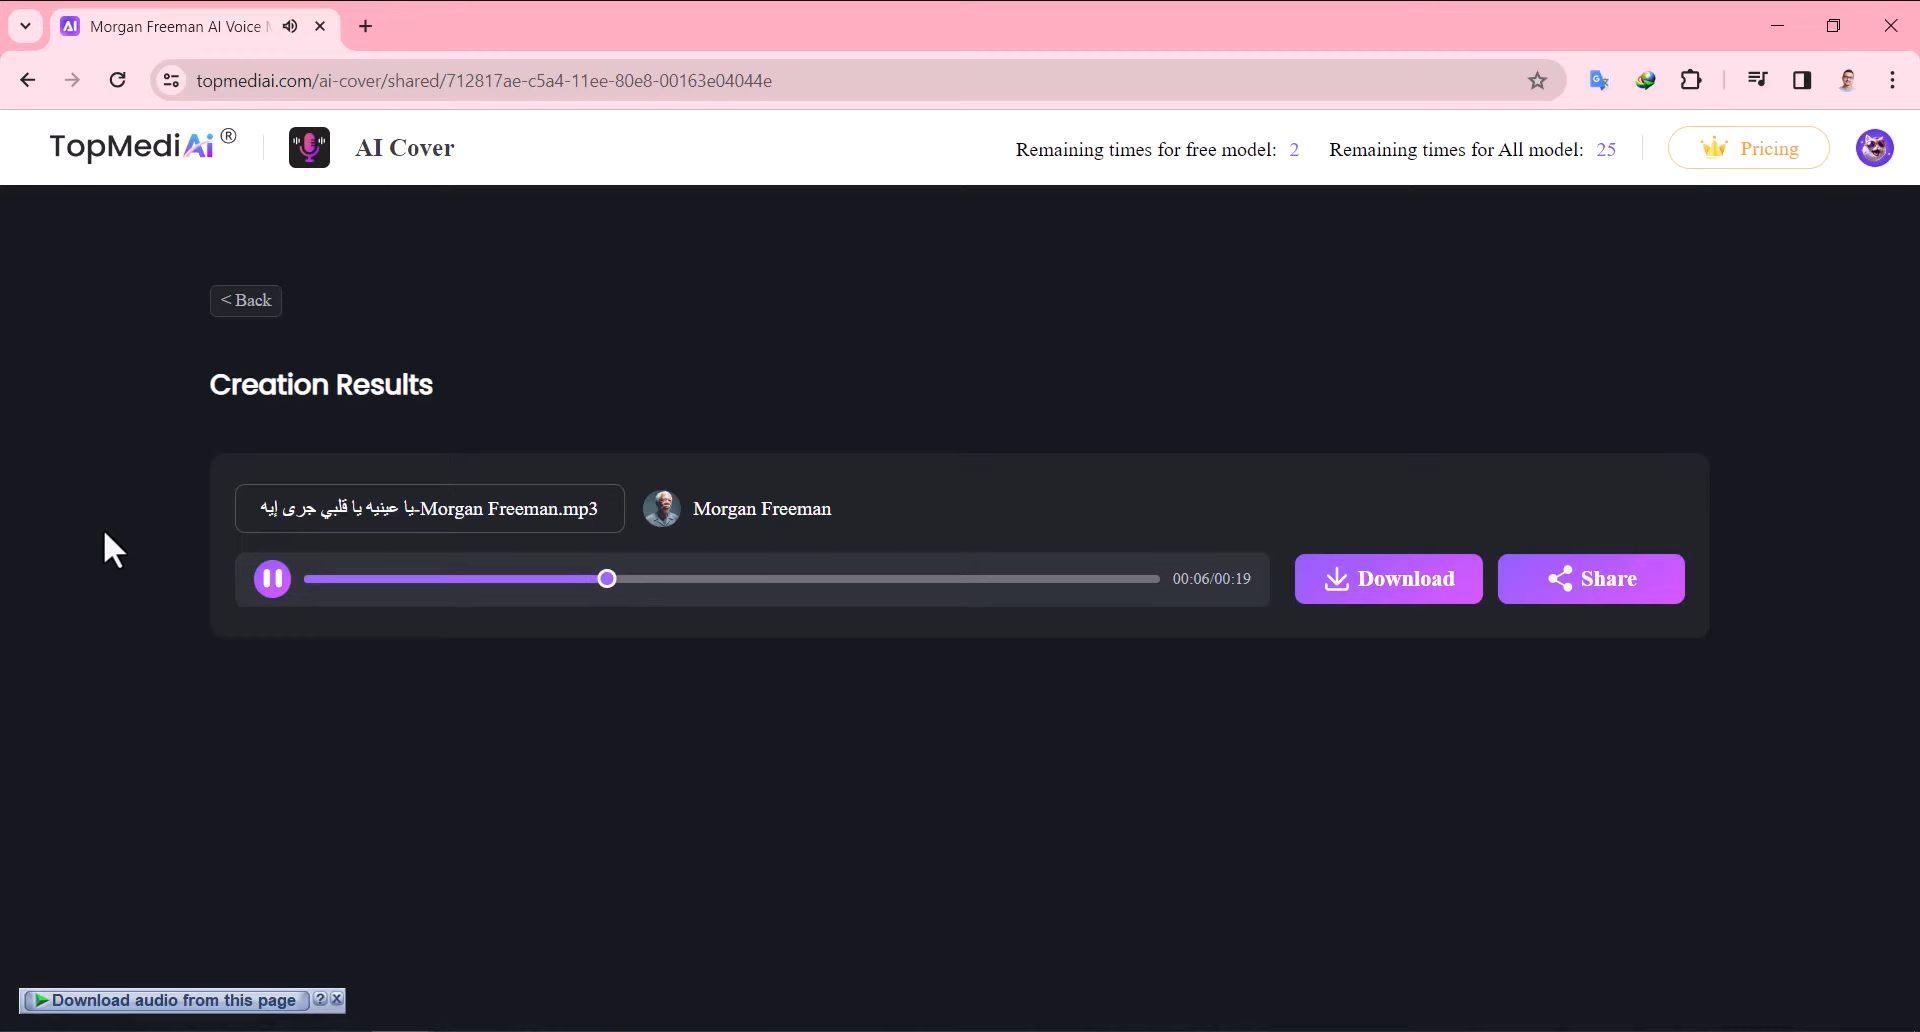 Morgan Freeman AI Voice
topmediai.com/ai-cover/shared/712817ae-c5a4-11ee-80e8-00163e04044e
TopMediAi®
AI Cover
Remaining times for free model: 2
Remaining times for All model: 25
Pricing
< Back
Creation Results
يا عينيه يا قلبي جرى إيه-Morgan Freeman.mp3
Morgan Freeman
00:06/00:19
Download
Share
Download audio from this page